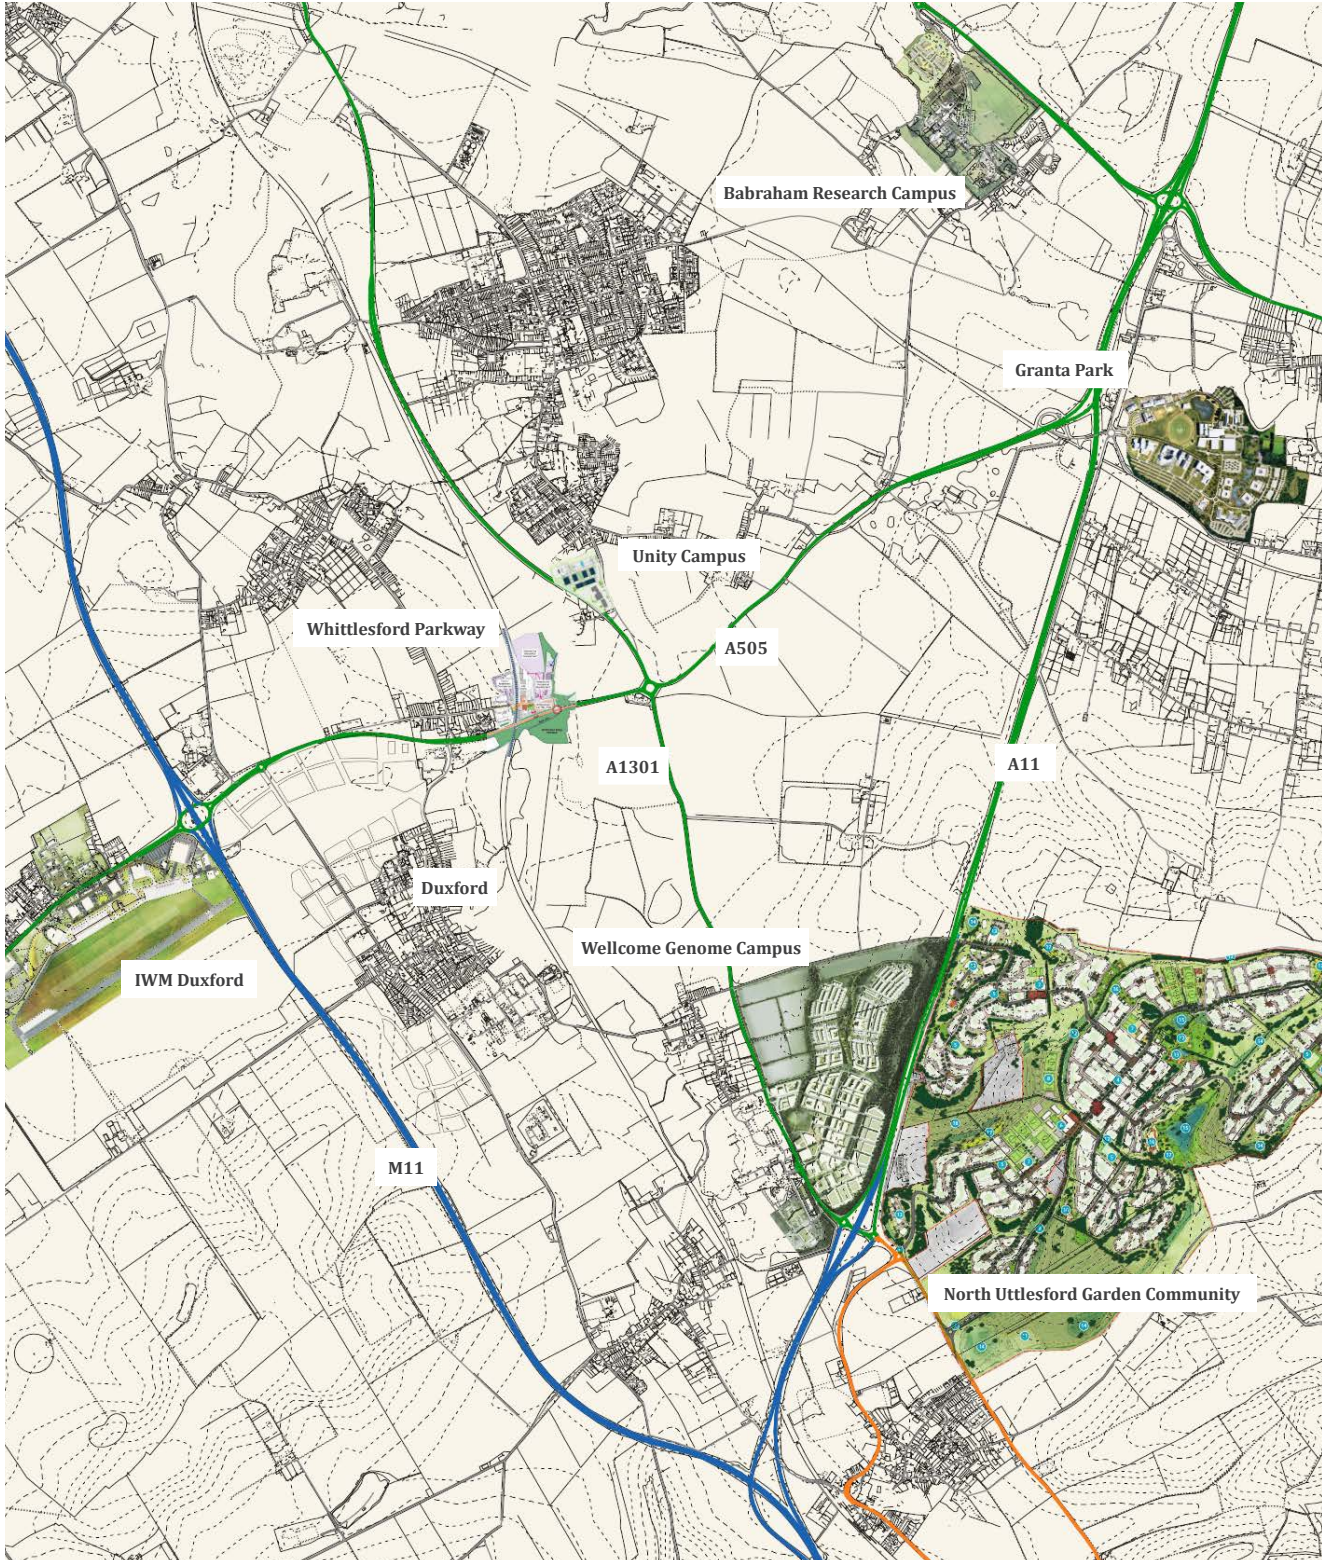 Babraham Research Campus
Granta Park
Unity Campus
Whittlesford Parkway
A505
A1301
A11
Duxford
Wellcome Genone Campus
IWM Duxford
M11
North Uttlesford Garden Community